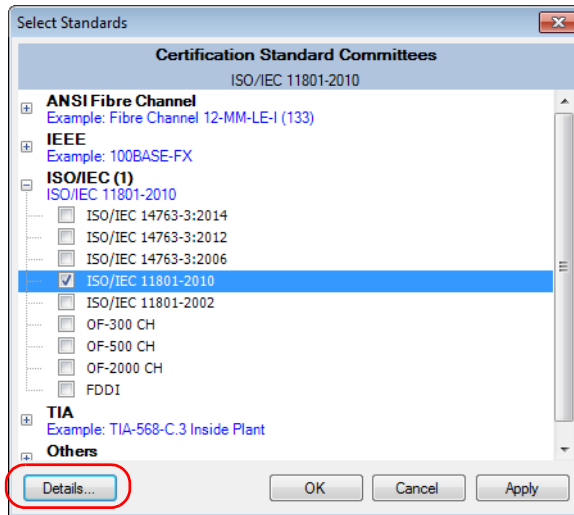 Select Standards
Certification Standard Committees
ISO/IEC 11801-2010
ANSI Fibre Channel
Example: Fibre Channel 12-MM-LE-I (133)
IEEE
Example: 100BASE-FX
ISO/IEC (1)
ISO/IEC 11801-2010
ISO/IEC 14763-3:2014
ISO/IEC 14763-3:2012
ISO/IEC 14763-3:2006
ISO/IEC 11801-2010
ISO/IEC 11801-2002
OF-300 CH
OF-500 CH
OF-2000 CH
FDDI
TIA
Example: TIA-568-C.3 Inside Plant
Others
Details... OK Cancel Apply